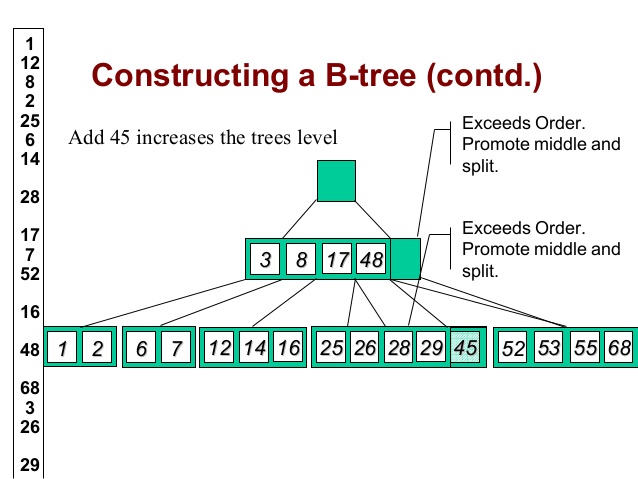 1
12
8
2
25
6
14
28
17
7
52
16
48
68
3
26
29
Constructing a B-tree (contd.)
Add 45 increases the trees level
Exceeds Order.
Promote middle and
split.
Exceeds Order.
Promote middle and
split.
3 8 17 48
1 2 6 7 12 14 16 25 26 28 29 45 52 53 55 68